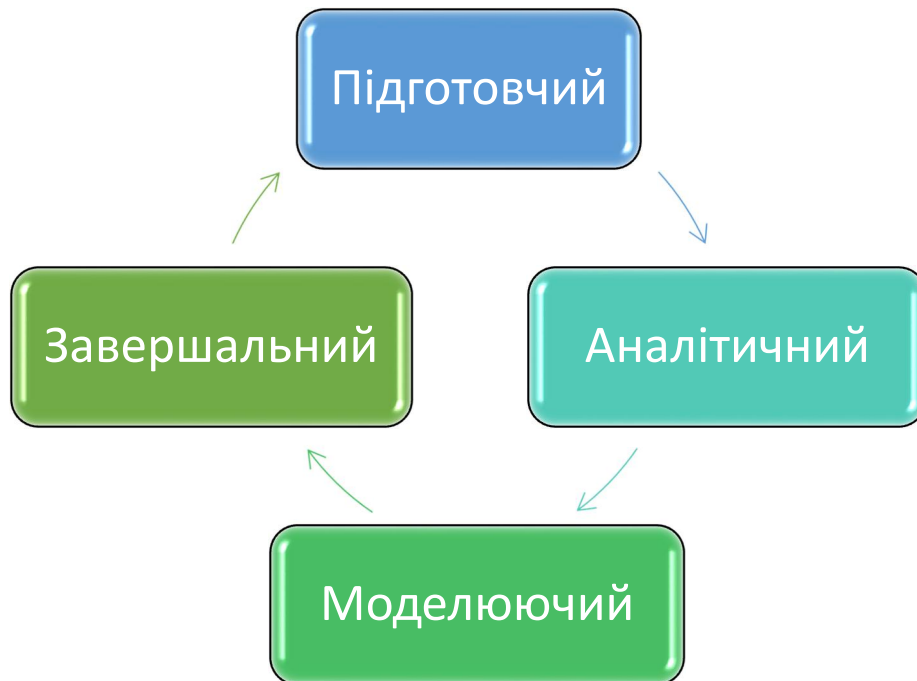 Підготовчий
Аналітичний
Моделюючий
Завершальний